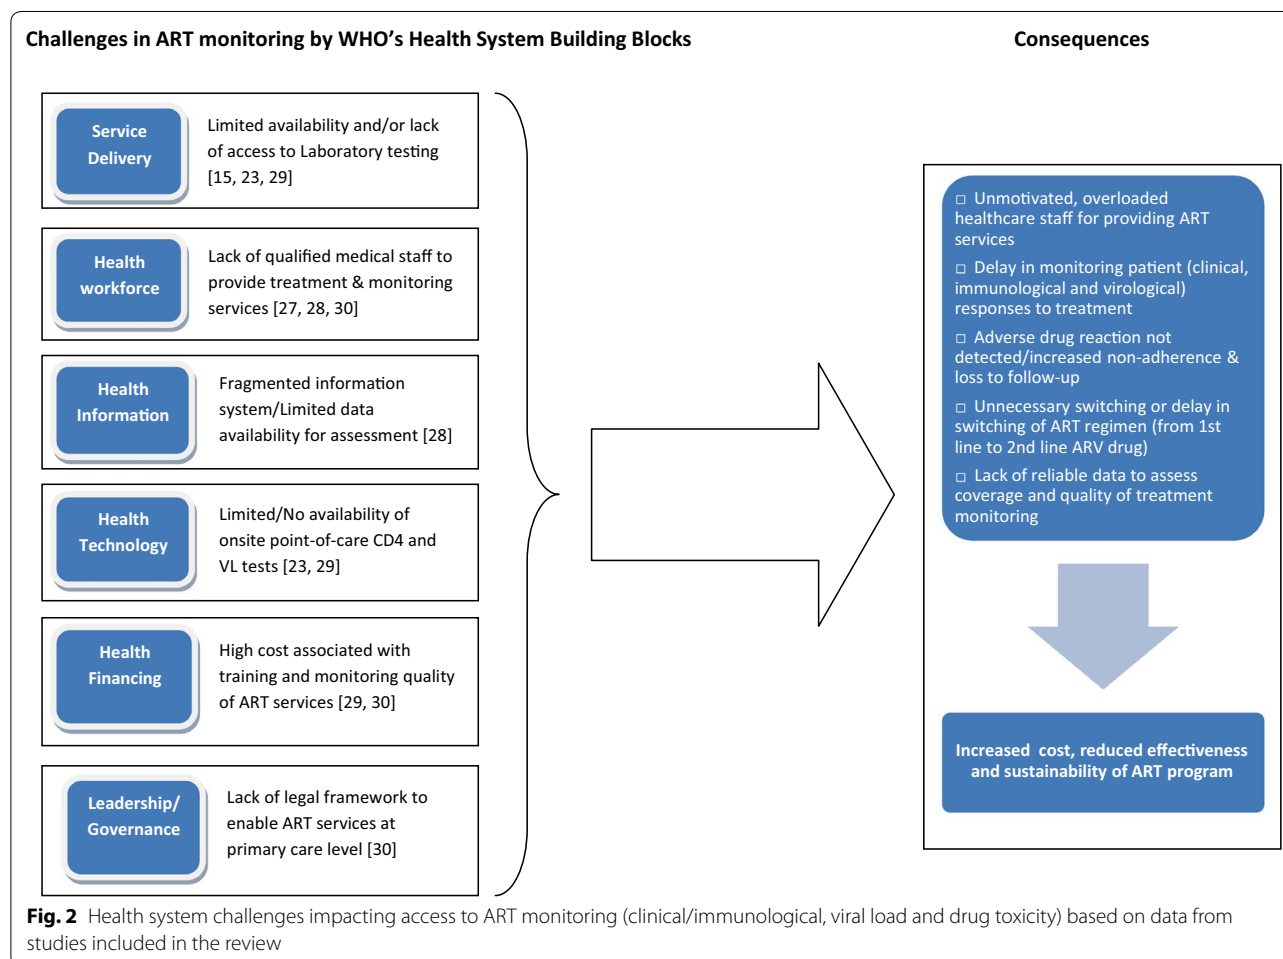 Challenges in ART monitoring by WHO's Health System Building Blocks
Consequences
Service
Delivery
Limited availability and/or lack
of access to Laboratory testing
[15, 23, 29]
Health
workforce
Lack of qualified medical staff to
provide treatment & monitoring
services [27, 28, 30]
Health
Information
Fragmented information
system/Limited data
availability for assessment [28]
Health
Technology
Limited/No availability of
onsite point-of-care CD4 and
VL tests [23, 29]
Health
Financing
High cost associated with
training and monitoring quality
of ART services [29, 30]
Leadership/
Governance
Lack of legal framework to
enable ART services at
primary care level [30]
□ Unmotivated, overloaded
healthcare staff for providing ART
services
□ Delay in monitoring patient (clinical,
immunological and virological)
responses to treatment
□ Adverse drug reaction not
detected/increased non-adherence &
loss to follow-up
□ Unnecessary switching or delay in
switching of ART regimen (from 1st
line to 2nd line ARV drug)
□ Lack of reliable data to assess
coverage and quality of treatment
monitoring
Increased cost, reduced effectiveness
and sustainability of ART program
Fig. 2 Health system challenges impacting access to ART monitoring (clinical/immunological, viral load and drug toxicity) based on data from
studies included in the review